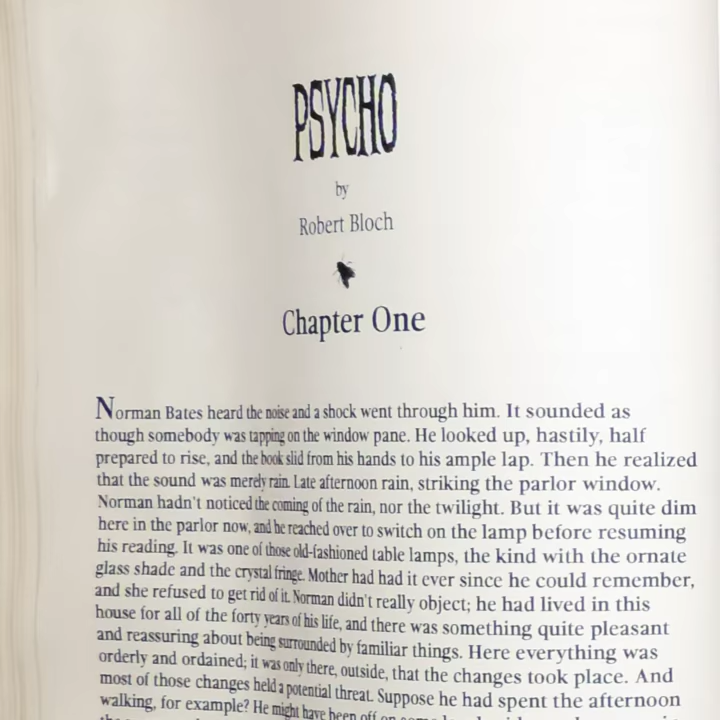 PSYCHO
by
Robert Bloch
Chapter One
Norman Bates heard the noise and a shock went through him. It sounded as
though somebody was tapping on the window pane. He looked up, hastily, half
prepared to rise, and the book slid from his hands to his ample lap. Then he realized
that the sound was merely rain. Late afternoon rain, striking the parlor window.
Norman hadn't noticed the coming of the rain, nor the twilight. But it was quite dim
here in the parlor now, and he reached over to switch on the lamp before resuming
his reading. It was one of those old-fashioned table lamps, the kind with the ornate
glass shade and the crystal fringe. Mother had had it ever since he could remember,
and she refused to get rid of it. Norman didn't really object; he had lived in this
house for all of the forty years of his life, and there was something quite pleasant
and reassuring about being surrounded by familiar things. Here everything was
orderly and ordained; it was only there, outside, that the changes took place. And
most of those changes held a potential threat. Suppose he had spent the afternoon
walking, for example? He might have been off on